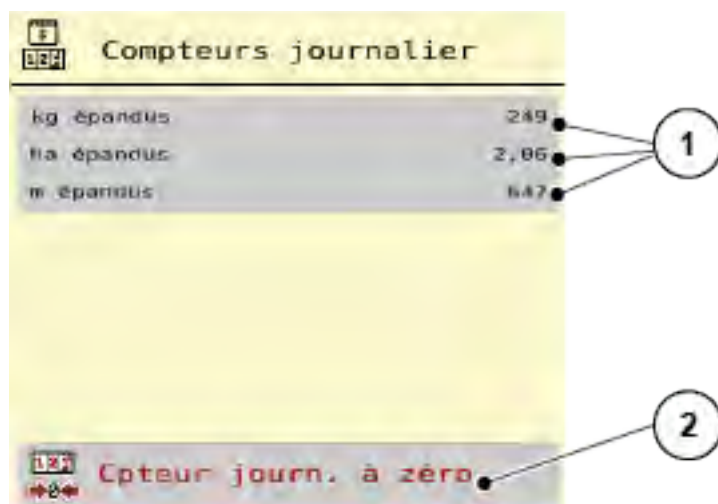 Compteurs journalier
kg épandus 249
ha épandus 2,06
m épandus 647
1
Cpteur journ. à zéro
2